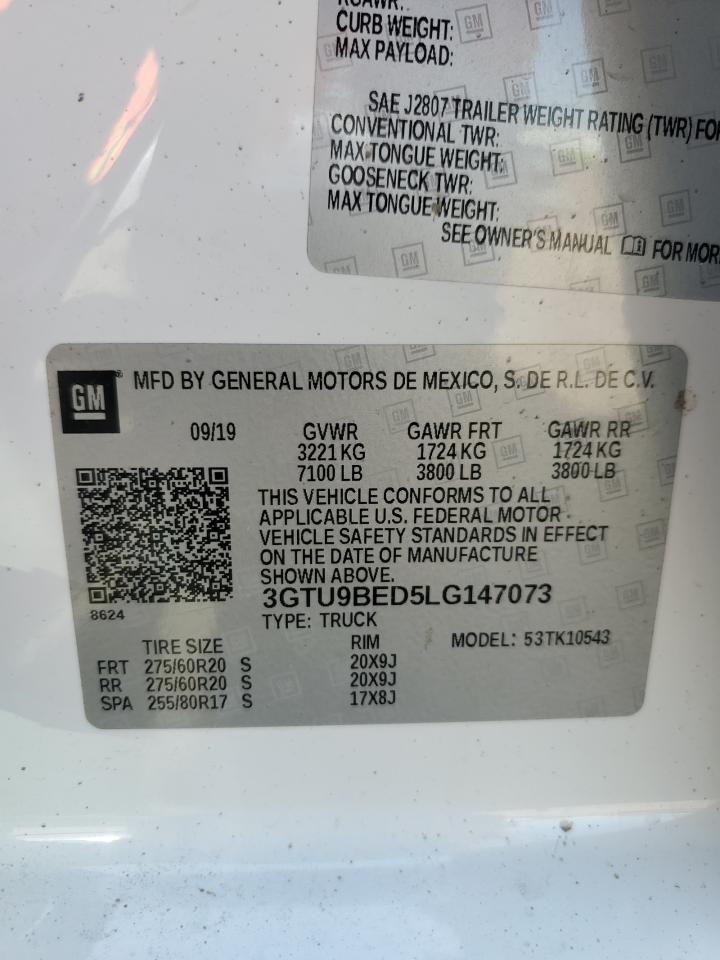 RGAWR:
CURB WEIGHT:
MAX PAYLOAD:
SAE J2807 TRAILER WEIGHT RATING (TWR) FOR
CONVENTIONAL TWR:
MAX TONGUE WEIGHT:
GOOSENECK TWR:
MAX TONGUE WEIGHT:
SEE OWNER'S MANUAL FOR MOR
GM
MFD BY GENERAL MOTORS DE MEXICO, S. DE R.L. DE C.V.
09/19 GVWR GAWR FRT GAWR RR
3221 KG 1724 KG 1724 KG
7100 LB 3800 LB 3800 LB
THIS VEHICLE CONFORMS TO ALL
APPLICABLE U.S. FEDERAL MOTOR
VEHICLE SAFETY STANDARDS IN EFFECT
ON THE DATE OF MANUFACTURE
SHOWN ABOVE.
3GTU9BED5LG147073
8624
TYPE: TRUCK
TIRE SIZE RIM MODEL: 53TK10543
FRT 275/60R20 S 20X9J
RR 275/60R20 S 20X9J
SPA 255/80R17 S 17X8J